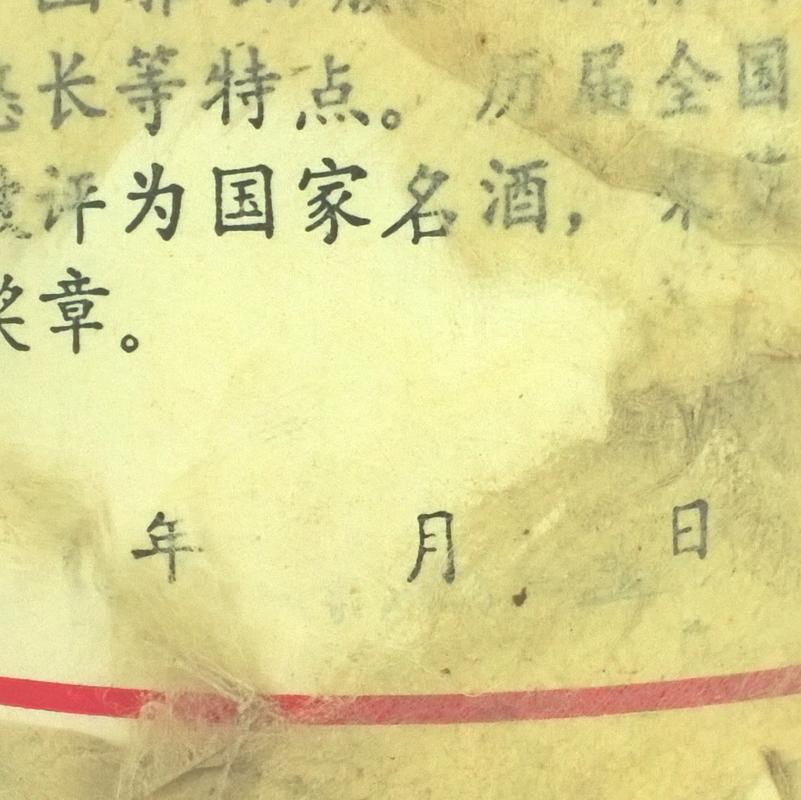 长等特点。历届全国
评为国家名酒，荣
奖章。
年 月 日